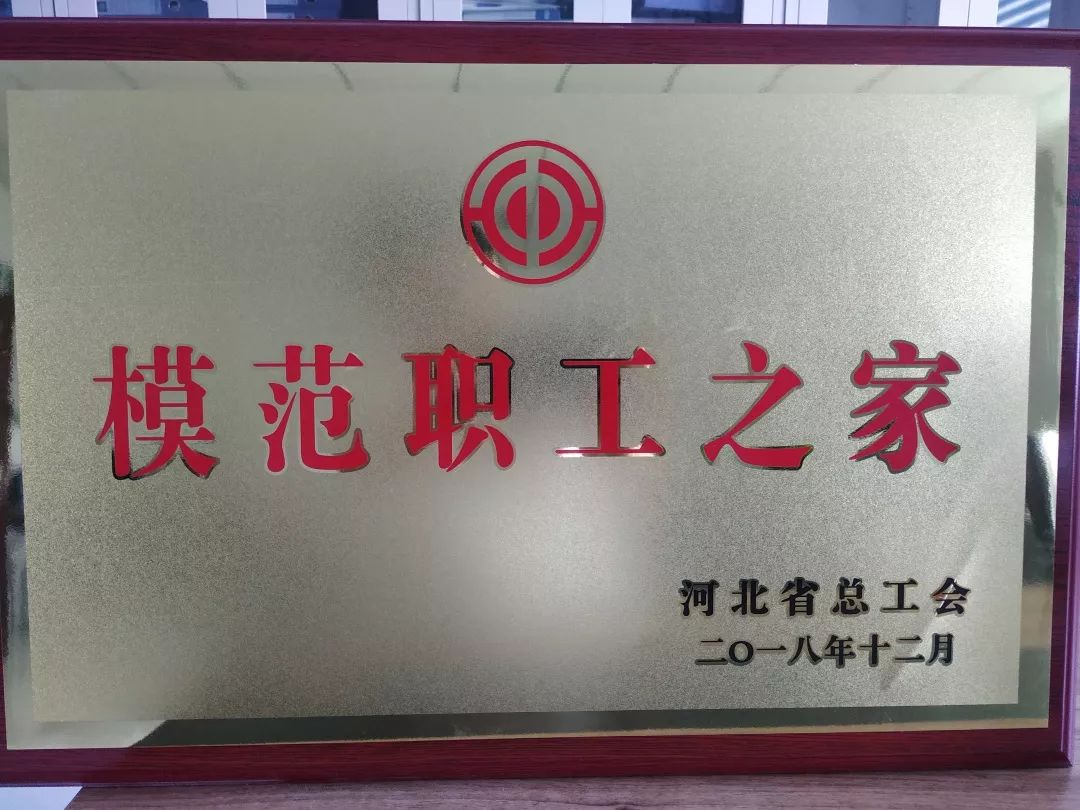 模范职工之家
河北省总工会
二〇一八年十二月